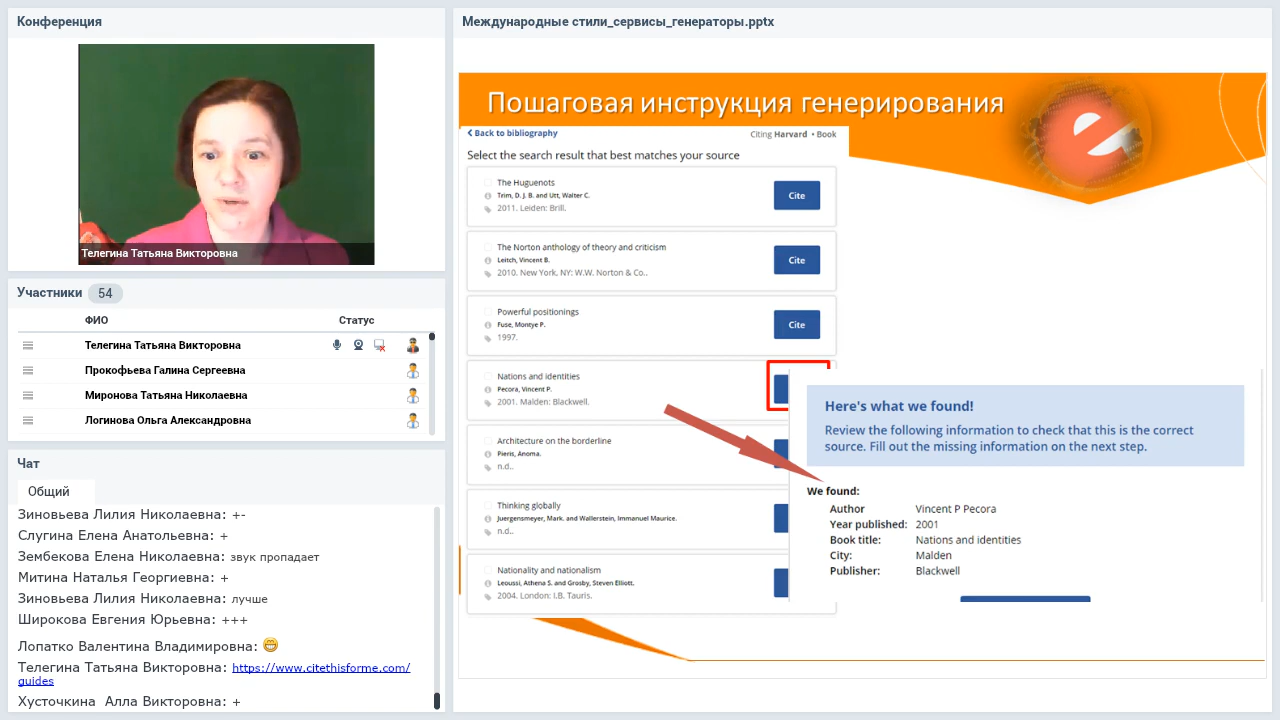 Конференция
Телегина Татьяна Викторовна
Участники 54
ФИО Статус
Телегина Татьяна Викторовна
Прокофьева Галина Сергеевна
Миронова Татьяна Николаевна
Логинова Ольга Александровна
Чат
Общий
Зиновьева Лилия Николаевна: +-
Слугина Елена Анатольевна: +
Зембекова Елена Николаевна: звук пропадает
Митина Наталья Георгиевна: +
Зиновьева Лилия Николаевна: лучше
Широкова Евгения Юрьевна: +++
Лопатко Валентина Владимировна: 😁
Телегина Татьяна Викторовна: https://www.citethisforme.com/
guides
Хусточкина Алла Викторовна: +
Международные стили_сервисы_генераторы.pptx
Пошаговая инструкция генерирования
Back to bibliography Citing Harvard • Book
Select the search result that best matches your source
The Huguenots
Trim, D. J. B. and Utt, Walter C.
2011. Leiden: Brill.
Cite
The Norton anthology of theory and criticism
Leitch, Vincent B.
2010. New York, NY: W.W. Norton & Co..
Cite
Powerful positionings
Fuse, Montye P.
1997.
Cite
Nations and identities
Pecora, Vincent P.
2001. Malden: Blackwell.
Architecture on the borderline
Pieris, Anoma.
n.d..
Thinking globally
Juergensmeyer, Mark. and Wallerstein, Immanuel Maurice.
n.d..
Nationality and nationalism
Leoussi, Athena S. and Grosby, Steven Elliott.
2004. London: I.B. Tauris.
Here's what we found!
Review the following information to check that this is the correct
source. Fill out the missing information on the next step.
We found:
Author Vincent P Pecora
Year published: 2001
Book title: Nations and identities
City: Malden
Publisher: Blackwell